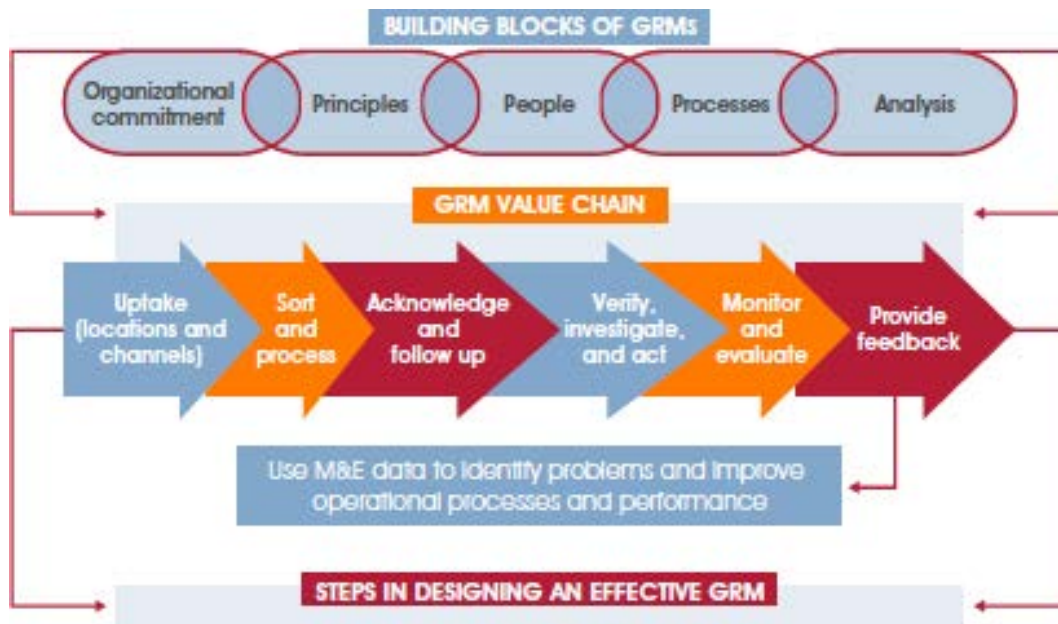 BUILDING BLOCKS OF GRMs
Organizational
commitment
Principles
People
Processes
Analysis
GRM VALUE CHAIN
Uptake
(locations and
channels)
Sort
and
process
Acknowledge
and
follow up
Verify,
investigate,
and act
Monitor
and
evaluate
Provide
feedback
Use M&E data to identify problems and improve
operational processes and performance
STEPS IN DESIGNING AN EFFECTIVE GRM